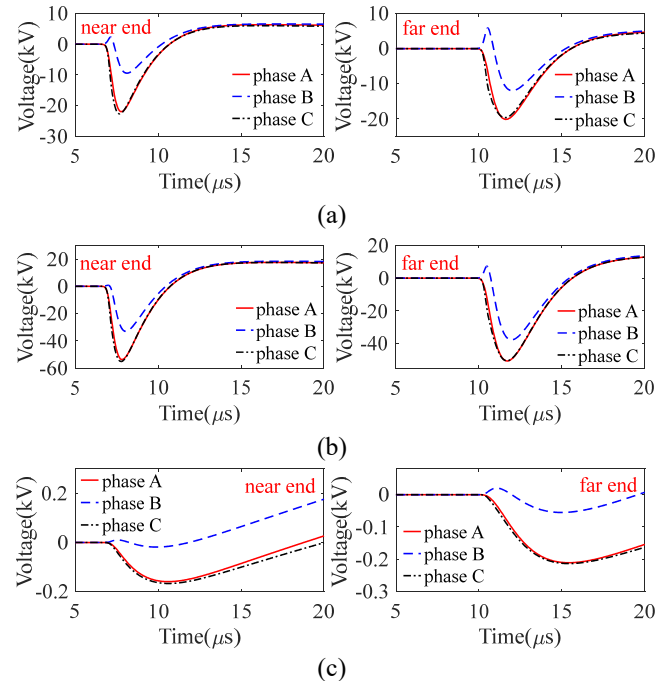 10
0
-10
-20
-30
Voltage(kV)
near end
phase A
phase B
phase C
5
10
15
20
Time(μs)
20
10
0
-10
-20
Voltage(kV)
far end
phase A
phase B
phase C
5
10
15
20
Time(μs)
(a)
20
0
-20
-40
-60
Voltage(kV)
near end
phase A
phase B
phase C
5
10
15
20
Time(μs)
20
0
-20
-40
Voltage(kV)
far end
phase A
phase B
phase C
5
10
15
20
Time(μs)
(b)
0.2
0
-0.2
Voltage(kV)
phase A
phase B
phase C
near end
5
10
15
20
Time(μs)
0
-0.1
-0.2
-0.3
Voltage(kV)
far end
phase A
phase B
phase C
5
10
15
20
Time(μs)
(c)